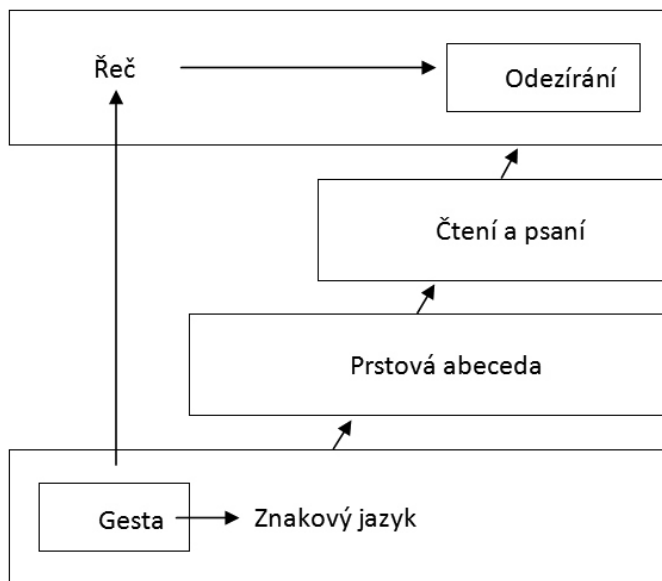 Řeč
Odezírání
Čtení a psaní
Prstová abeceda
Gesta
Znakový jazyk